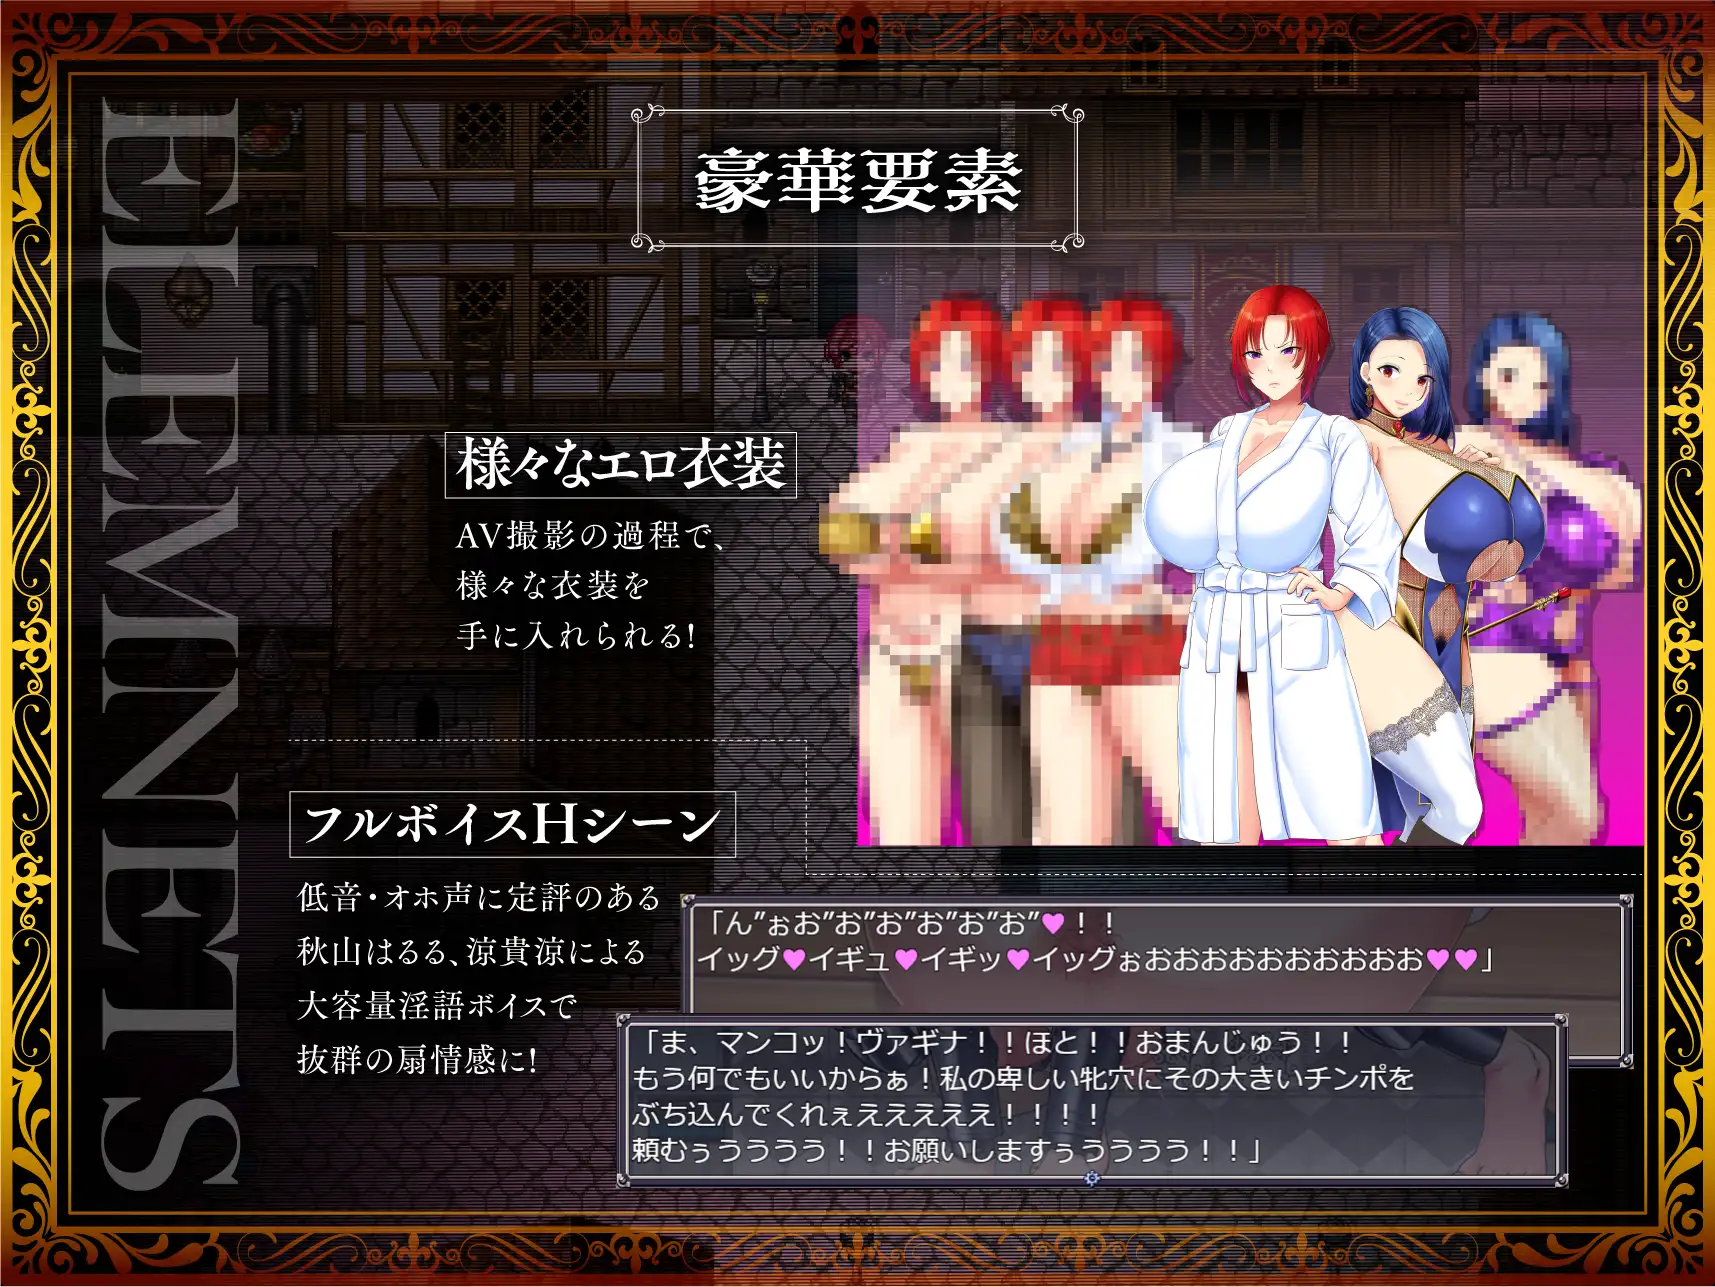 ELEMNETS
豪華要素
様々なエロ衣装
AV撮影の過程で、
様々な衣装を
手に入れられる!
フルボイスHシーン
低音・オホ声に定評のある
秋山はるる、涼貴涼による
大容量淫語ボイスで
抜群の扇情感に!
「ん”ぉお”お”お”お”お”お”♥！！
イッグ♥イギュ♥イギッ♥イッグぉおおおおおおおおおお♥♥」
「ま、マンコッ！ヴァギナ！！ほと！！おまんじゅう！！
もう何でもいいからぁ！私の卑しい牝穴にその大きいチンポを
ぶち込んでくれぇえええええ！！！！
頼むぅうううう！！お願いしますぅうううう！！」